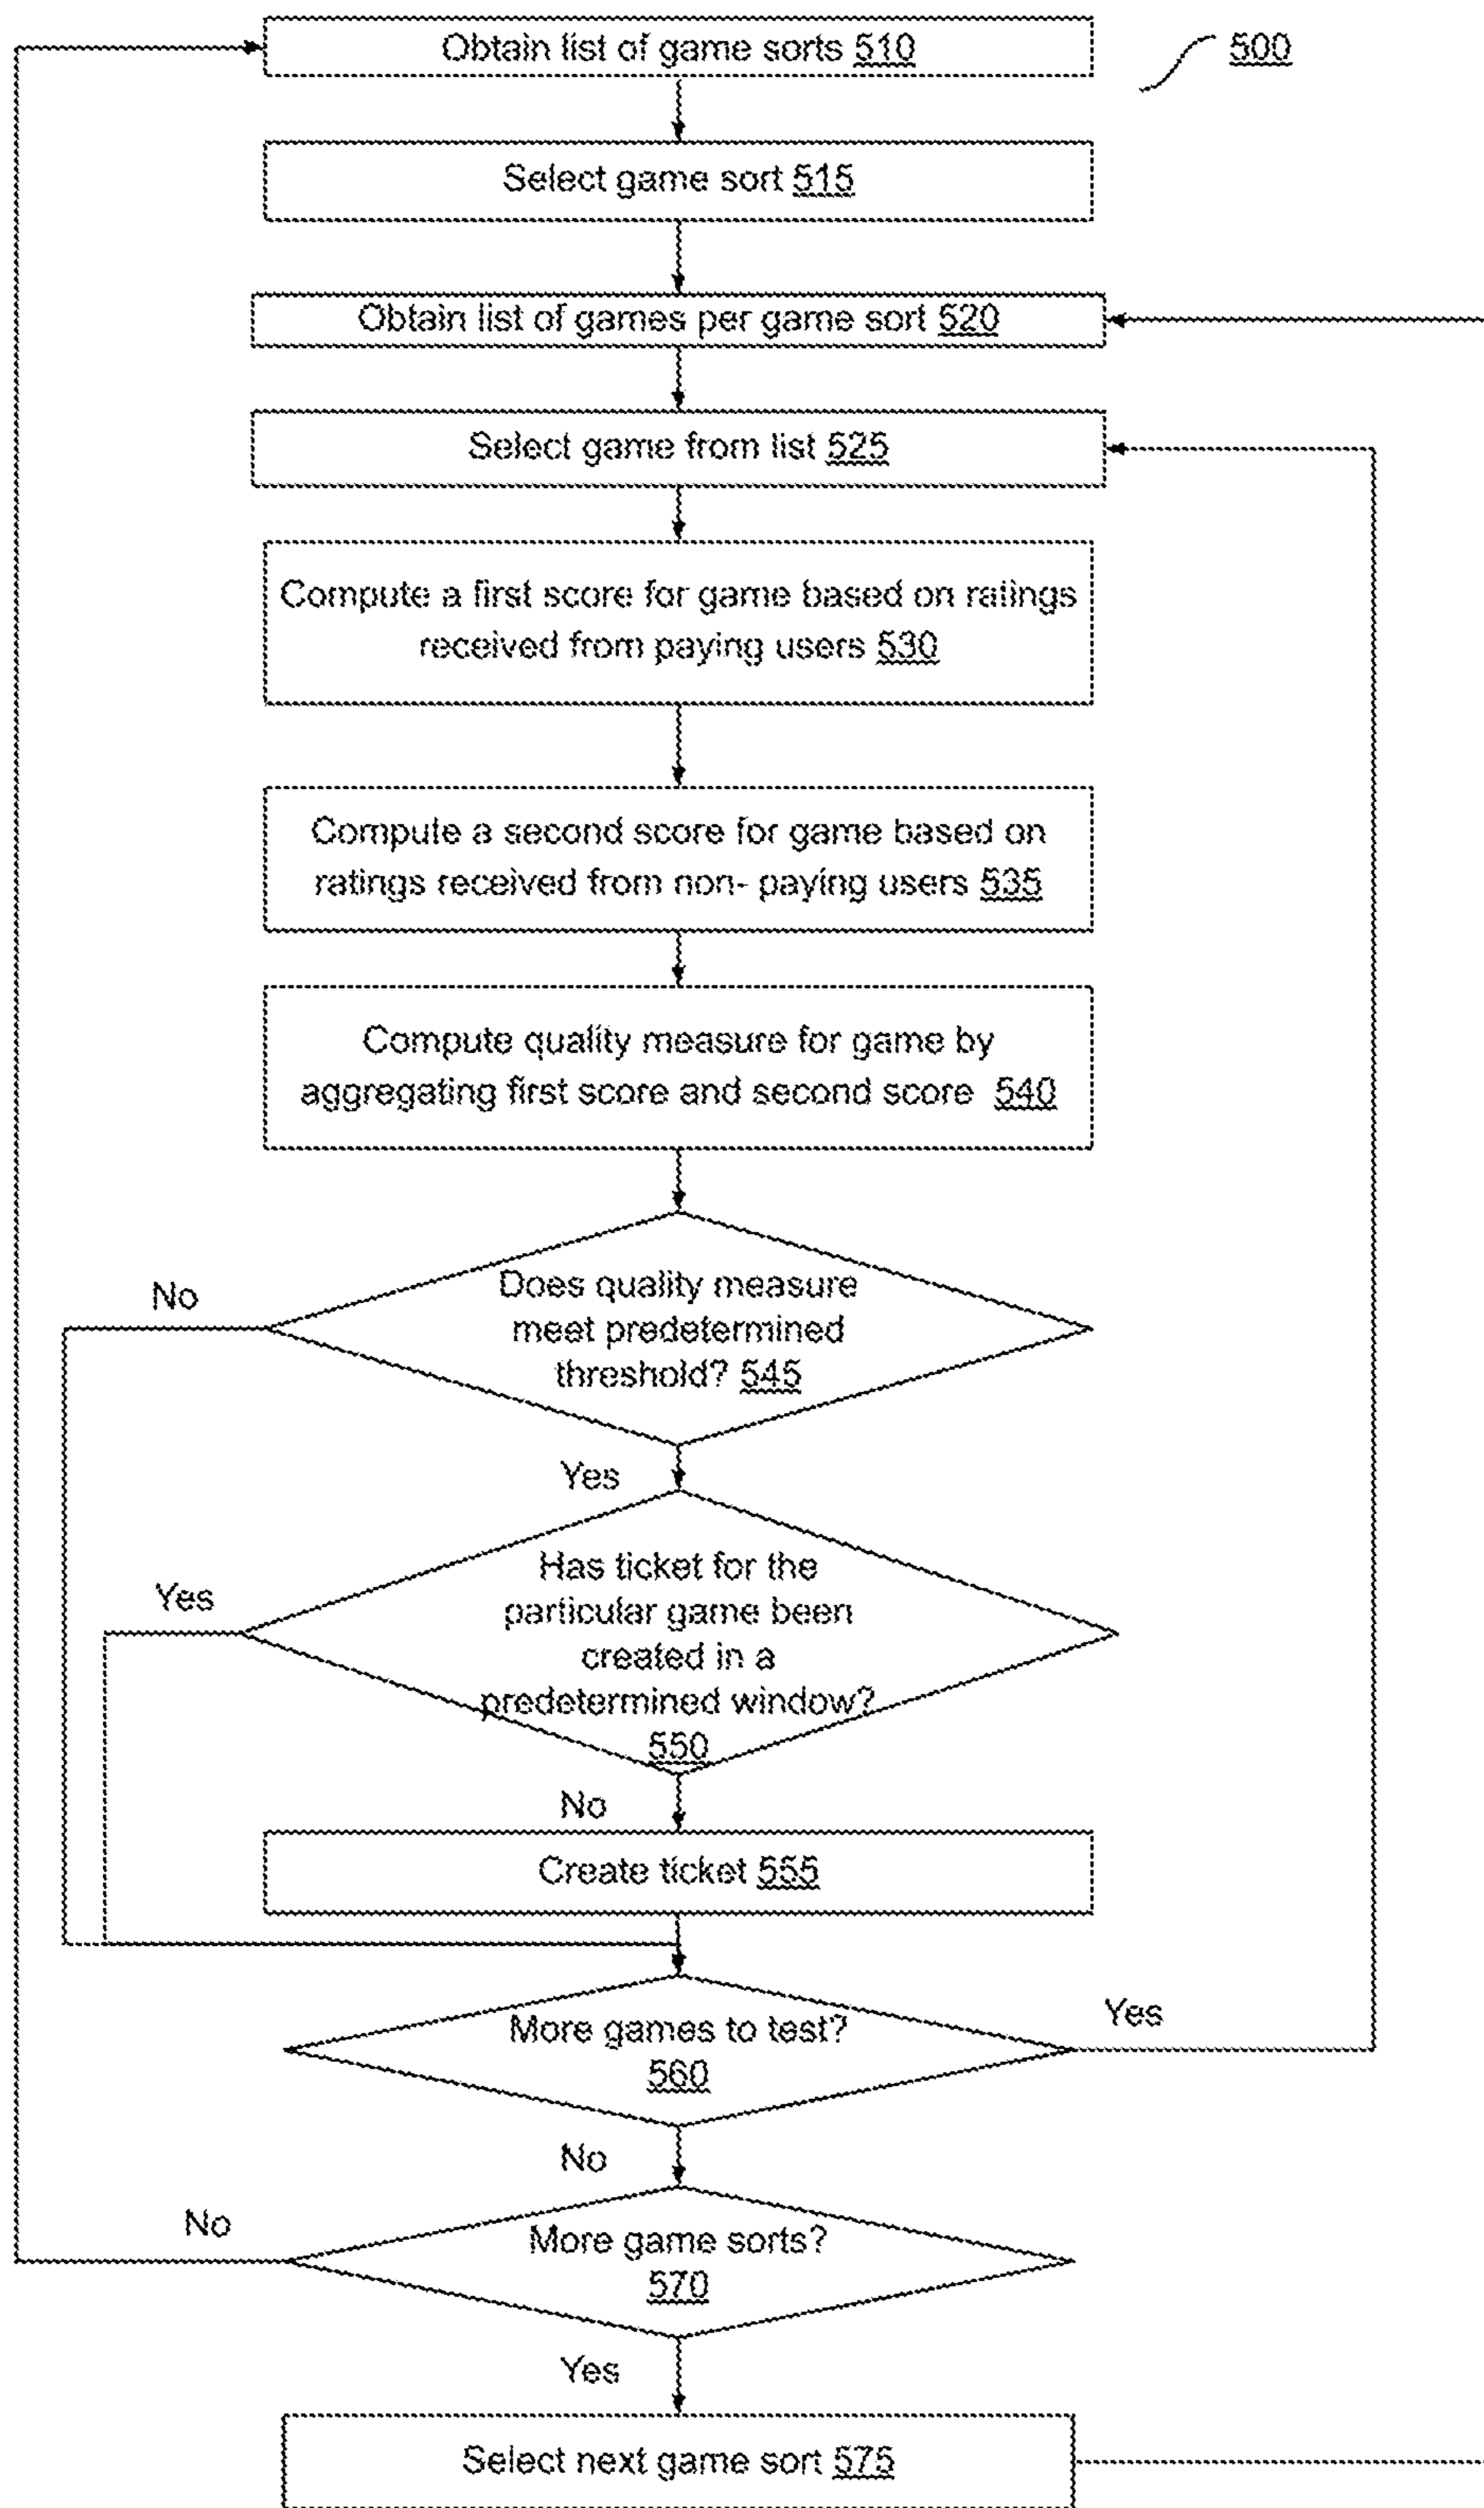 Obtain list of game sorts 510
500
Select game sort 515
Obtain list of games per game sort 520
Select game from list 525
Compute a first score for game based on ratings
received from paying users 530
Compute a second score for game based on
ratings received from non- paying users 535
Compute quality measure for game by
aggregating first score and second score 540
No
Does quality measure
meet predetermined
threshold? 545
Yes
Yes
Has ticket for the
particular game been
created in a
predetermined window?
550
No
Create ticket 555
More games to test?
560
Yes
No
No
More game sorts?
570
Yes
Select next game sort 575